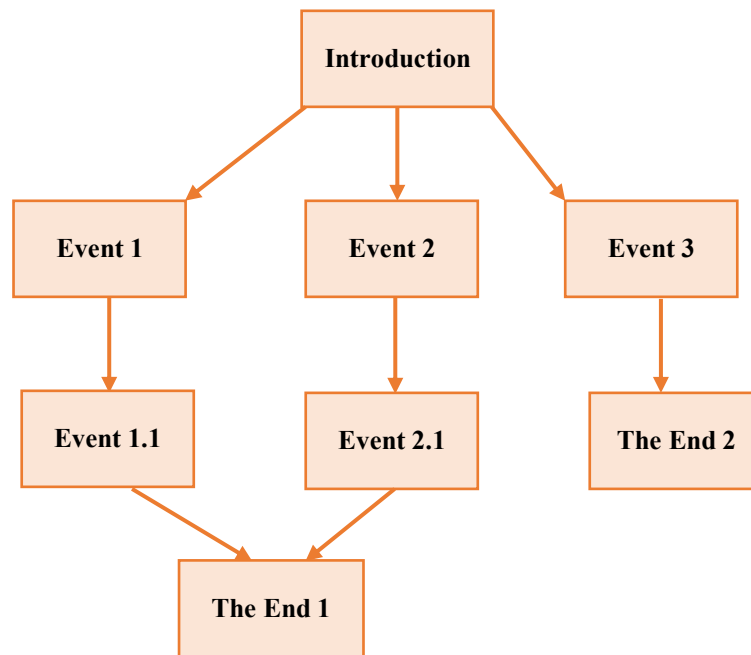 Introduction
Event 1
Event 2
Event 3
Event 1.1
Event 2.1
The End 2
The End 1